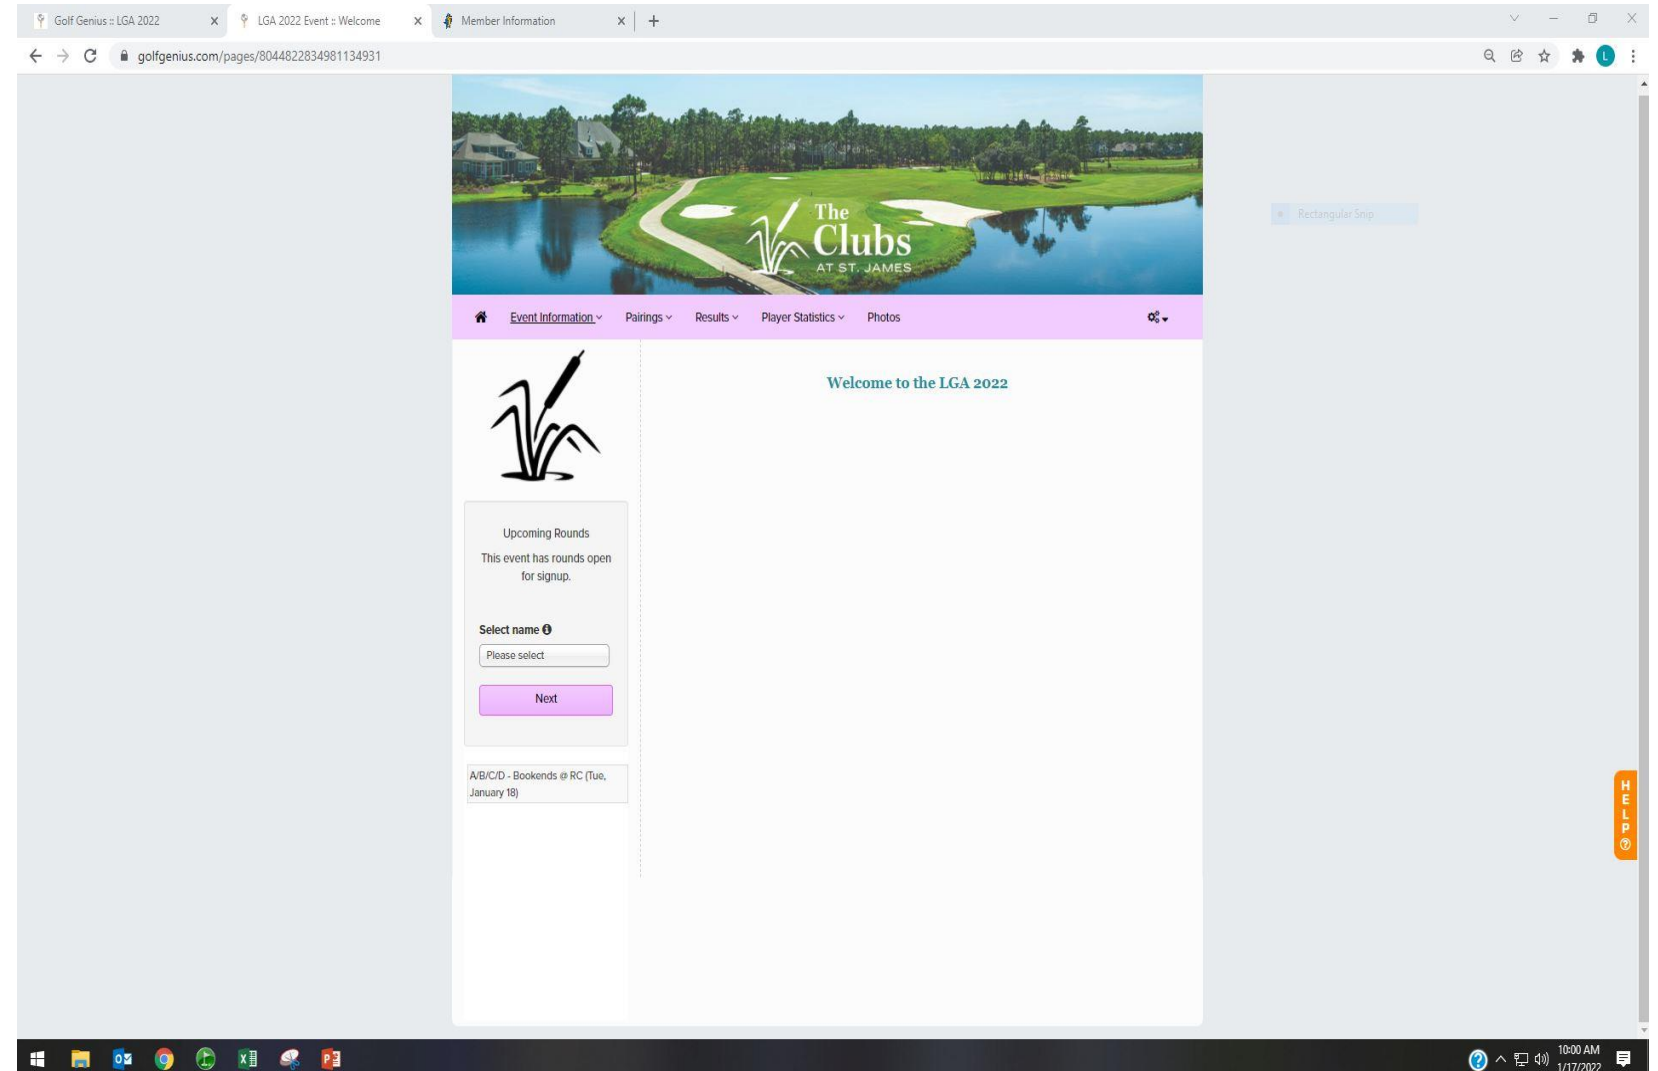 Golf Genius :: LGA 2022
LGA 2022 Event :: Welcome
Member Information
golfgenius.com/pages/8044822834981134931
L
The
Clubs
AT ST. JAMES
Rectangular Snip
Event Information
Pairings
Results
Player Statistics
Photos
Welcome to the LGA 2022
Upcoming Rounds
This event has rounds open
for signup.
Select name
Please select
Next
A/B/C/D - Bookends @ RC (Tue,
January 18)
HELP
10:00 AM
1/17/2022